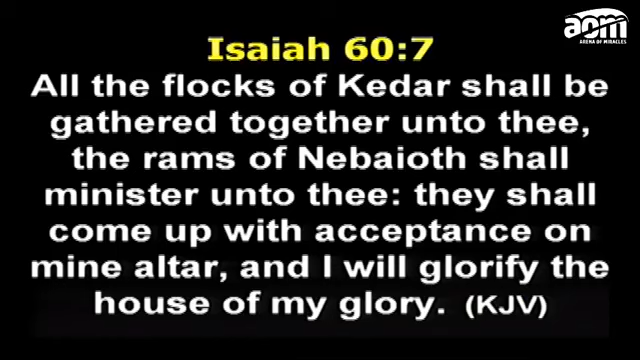 aom
ARENA OF MIRACLES
Isaiah 60:7
All the flocks of Kedar shall be
gathered together unto thee,
the rams of Nebaioth shall
minister unto thee: they shall
come up with acceptance on
mine altar, and I will glorify the
house of my glory. (KJV)